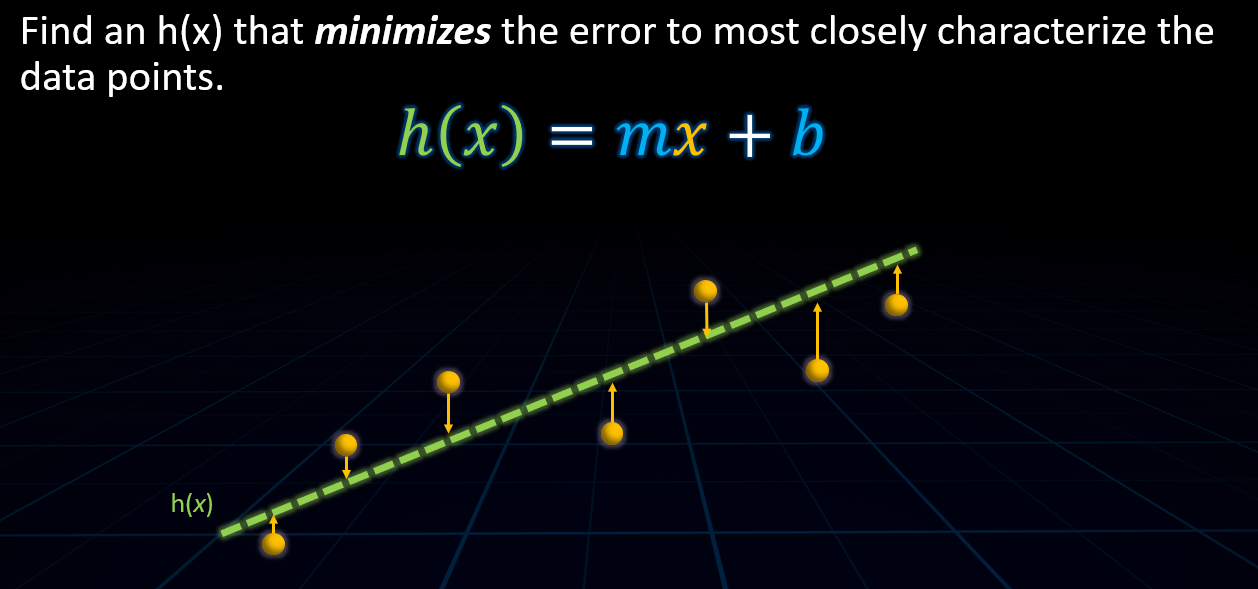 Find an h(x) that minimizes the error to most closely characterize the
data points.
h(x) = mx + b
h(x)